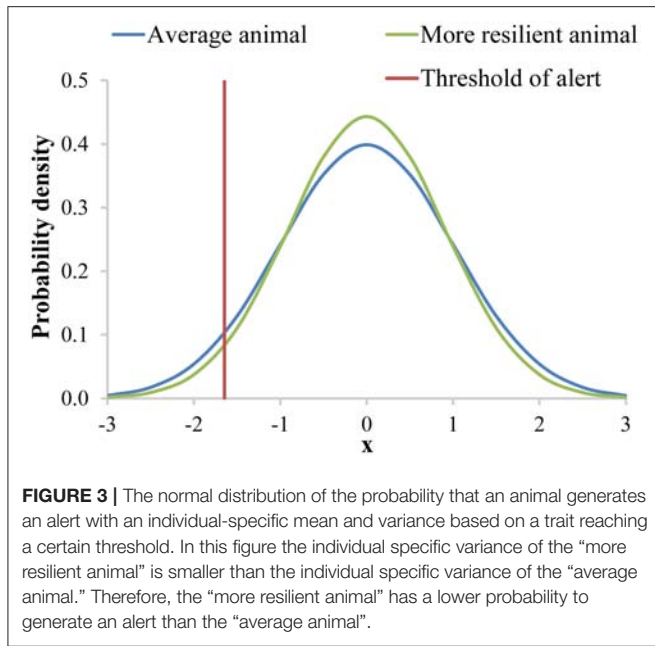 Average animal
More resilient animal
Threshold of alert
0.5
0.4
0.3
0.2
0.1
0.0
Probability density
-3
-2
-1
0
1
2
3
x
FIGURE 3 | The normal distribution of the probability that an animal generates
an alert with an individual-specific mean and variance based on a trait reaching
a certain threshold. In this figure the individual specific variance of the “more
resilient animal” is smaller than the individual specific variance of the “average
animal.” Therefore, the “more resilient animal” has a lower probability to
generate an alert than the “average animal”.